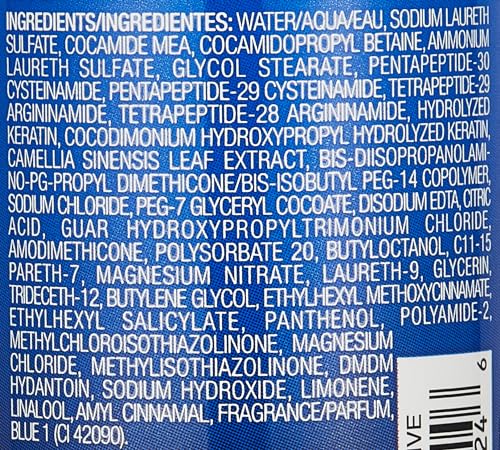 INGREDIENTS/INGREDIENTES: WATER/AQUA/EAU, SODIUM LAURETH
SULFATE, COCAMIDE MEA, COCAMIDOPROPYL BETAINE, AMMONIUM
LAURETH SULFATE, GLYCOL STEARATE, PENTAPEPTIDE-30
CYSTEINAMIDE, PENTAPEPTIDE-29 CYSTEINAMIDE, TETRAPEPTIDE-29
ARGININAMIDE, TETRAPEPTIDE-28 ARGININAMIDE, HYDROLYZED
KERATIN, COCODIMONIUM HYDROXYPROPYL HYDROLYZED KERATIN,
CAMELLIA SINENSIS LEAF EXTRACT, BIS-DIISOPROPANOLAMI-
NO-PG-PROPYL DIMETHICONE/BIS-ISOBUTYL PEG-14 COPOLYMER,
SODIUM CHLORIDE, PEG-7 GLYCERYL COCOATE, DISODIUM EDTA, CITRIC
ACID, GUAR HYDROXYPROPYLTRIMONIUM CHLORIDE,
AMODIMETHICONE, POLYSORBATE 20, BUTYLOCTANOL, C11-15
PARETH-7, MAGNESIUM NITRATE, LAURETH-9, GLYCERIN,
TRIDECETH-12, BUTYLENE GLYCOL, ETHYLHEXYL METHOXYCINNAMATE,
ETHYLHEXYL SALICYLATE, PANTHENOL, POLYAMIDE-2,
METHYLCHLOROISOTHIAZOLINONE, MAGNESIUM
CHLORIDE, METHYLISOTHIAZOLINONE, DMDM
HYDANTOIN, SODIUM HYDROXIDE, LIMONENE,
LINALOOL, AMYL CINNAMAL, FRAGRANCE/PARFUM,
BLUE 1 (CI 42090).
24 6